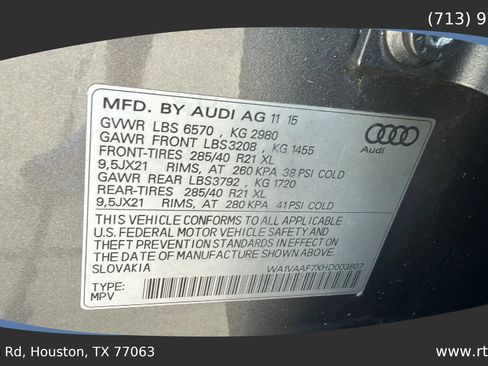 (713) 9
MFD. BY AUDI AG 11 15
GVWR LBS 6570 , KG 2980
GAWR FRONT LBS3208 , KG 1455
FRONT-TIRES 285/40 R21 XL
9,5JX21 RIMS, AT 260 KPA 38 PSI COLD
GAWR REAR LBS3792 , KG 1720
REAR-TIRES 285/40 R21 XL
9,5JX21 RIMS, AT 280 KPA 41 PSI COLD
Audi
THIS VEHICLE CONFORMS TO ALL APPLICABLE
U.S. FEDERAL MOTOR VEHICLE SAFETY AND
THEFT PREVENTION STANDARDS IN EFFECT ON
THE DATE OF MANUFACTURE SHOWN ABOVE.
SLOVAKIA WA1VAAF7XHD003807
TYPE:
MPV
Rd, Houston, TX 77063
www.rt